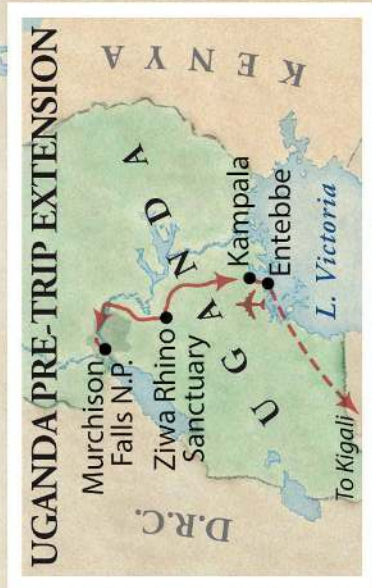 UGANDA PRE-TRIP EXTENSION
KENYA
Murchison
Falls N.P.
UGANDA
Ziwa Rhino
Sanctuary
Kampala
Entebbe
L. Victoria
D.R.C.
To Kigali